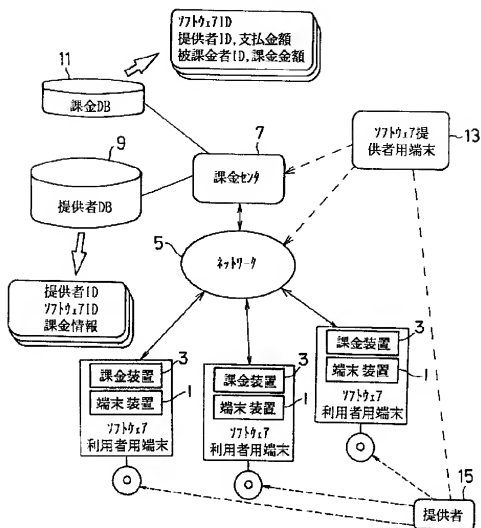 ソフトウェアID
提供者ID,支払金額
被課金者ID,課金金額
11
課金DB
9
提供者DB
7
課金センタ
ソフトウェア提
供者用端末
13
5
ネットワータ
提供者ID
ソフトウェアID
課金情報
課金装置
3
端末装置
1
ソフトウェア
利用者用端末
課金装置
3
端末装置
1
ソフトウェア
利用者用端末
課金装置
3
端末装置
1
ソフトウェア
利用者用端末
15
提供者